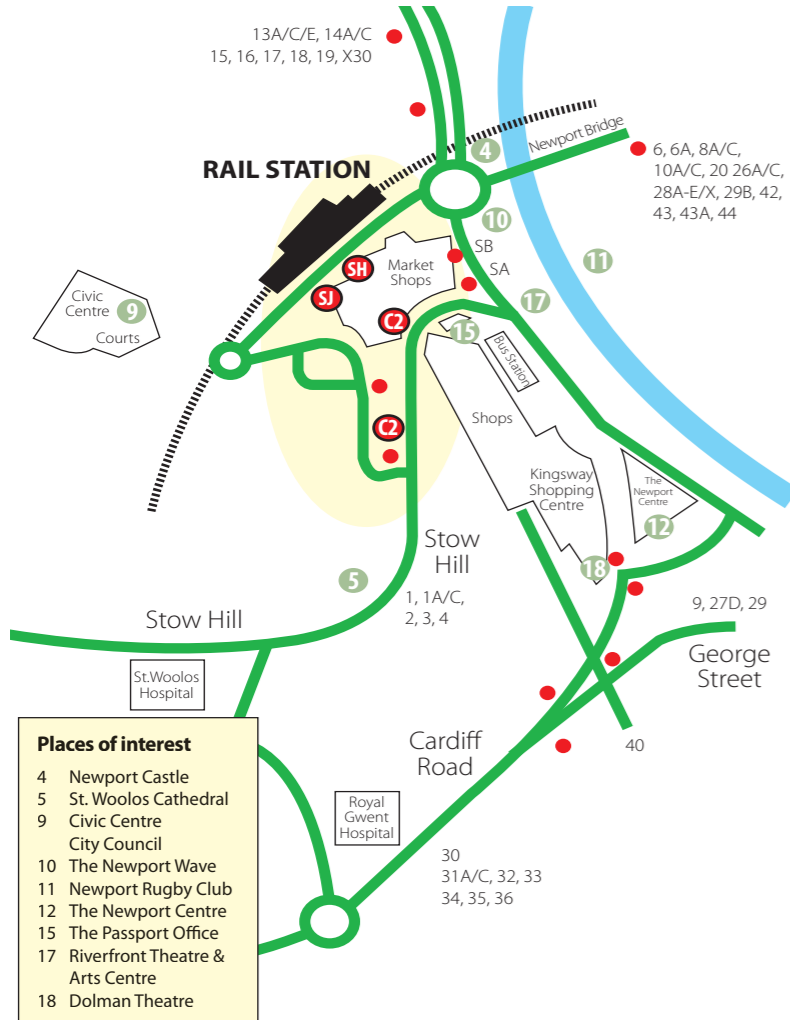 13A/C/E, 14A/C
15, 16, 17, 18, 19, X30
4
Newport Bridge
RAIL STATION
6, 6A, 8A/C,
10A/C, 20 26A/C,
28A-E/X, 29B, 42,
43, 43A, 44
10
SB
SH
Market
Shops
SA
11
SJ
Civic
Centre
9
Courts
C2
17
15
Bus Station
Shops
C2
Kingsway
Shopping
Centre
The
Newport
Centre
12
Stow
Hill
18
5
1, 1A/C,
2, 3, 4
9, 27D, 29
Stow Hill
George
Street
St.Woolos
Hospital
Cardiff
Road
40
Royal
Gwent
Hospital
30
31A/C, 32, 33
34, 35, 36
Places of interest
4 Newport Castle
5 St. Woolos Cathedral
9 Civic Centre
City Council
10 The Newport Wave
11 Newport Rugby Club
12 The Newport Centre
15 The Passport Office
17 Riverfront Theatre &
Arts Centre
18 Dolman Theatre